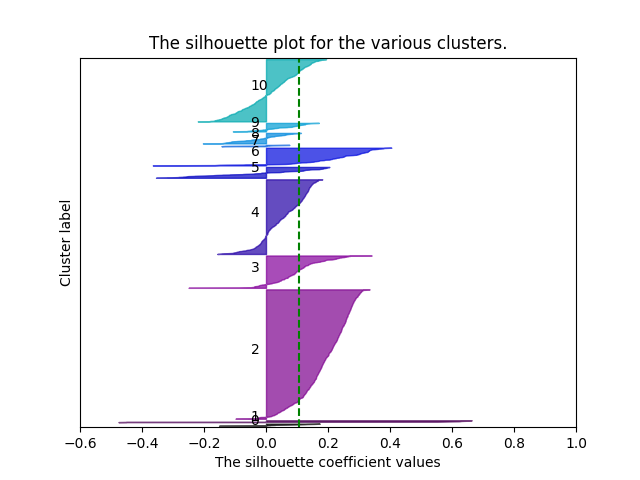 The silhouette plot for the various clusters.
Cluster label
10
9
8
7
6
5
4
3
2
1
0
−0.6 −0.4 −0.2 0.0 0.2 0.4 0.6 0.8 1.0
The silhouette coefficient values